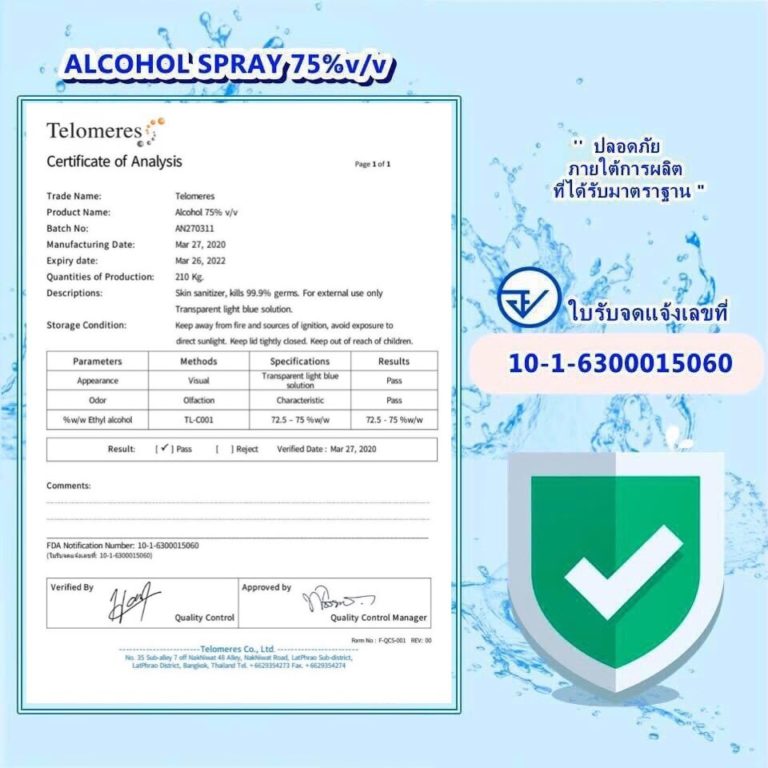 ALCOHOL SPRAY 75%v/v
Telomeres
Certificate of Analysis
Page 1 of 1
Trade Name: Telomeres
Product Name: Alcohol 75% v/v
Batch No: AN270311
Manufacturing Date: Mar 27, 2020
Expiry date: Mar 26, 2022
Quantities of Production: 210 Kg.
Descriptions: Skin sanitizer, kills 99.9% germs. For external use only
Transparent light blue solution.
Storage Condition: Keep away from fire and sources of ignition, avoid exposure to
direct sunlight. Keep lid tightly closed. Keep out of reach of children.
Parameters Methods Specifications Results
Appearance Visual Transparent light blue solution Pass
Odor Olfaction Characteristic Pass
%w/w Ethyl alcohol TL-C001 72.5 - 75 %w/w 72.5 - 75 %w/w
Result: [ ✓ ] Pass [ ] Reject Verified Date : Mar 27, 2020
Comments:
FDA Notification Number: 10-1-6300015060
(ใบรับจดแจ้งเลขที่: 10-1-6300015060)
Verified By Quality Control
Approved by Quality Control Manager
Form No : F-QCS-001 REV: 00
Telomeres Co., Ltd.
No. 35 Sub-alley 7 off NakNiwat 48 Alley, NakNiwat Road, LatPhrao Sub-district,
LatPhrao District, Bangkok, Thailand Tel. +6629354273 Fax. +6629354274
" ปลอดภัย
ภายใต้การผลิต
ที่ได้รับมาตราฐาน "
ใบรับจดแจ้งเลขที่
10-1-6300015060